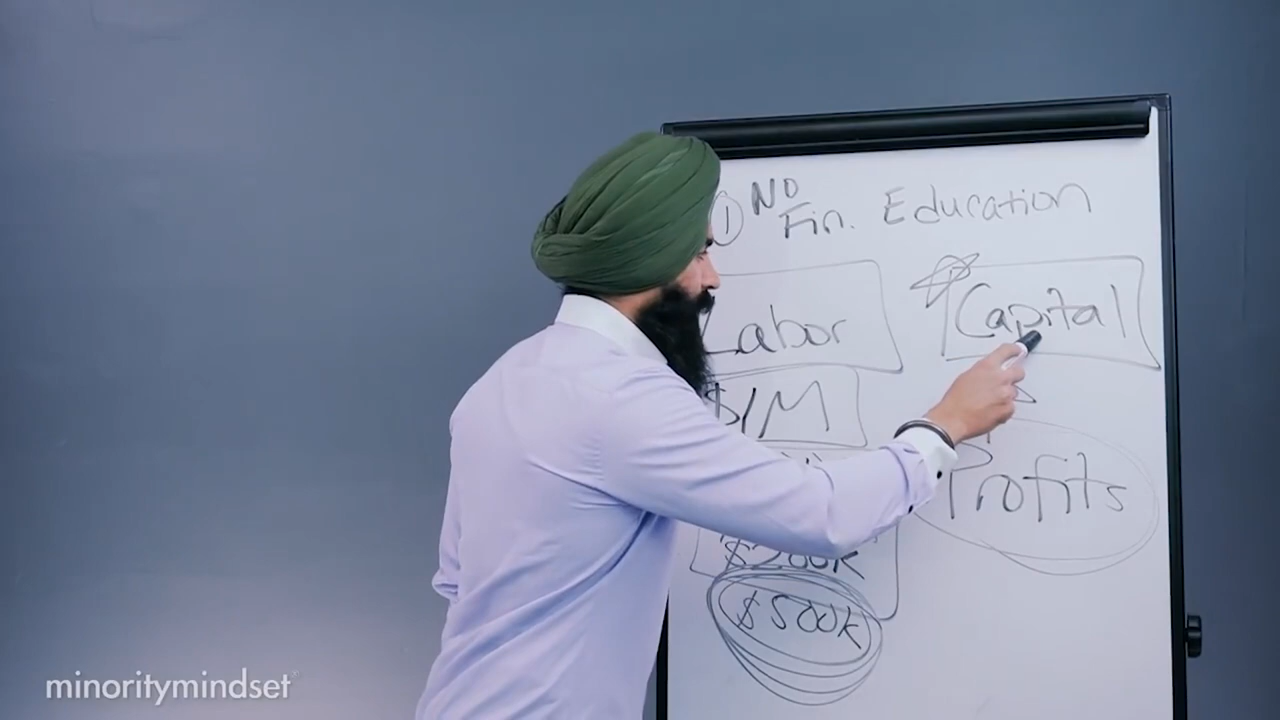 ① NO
Fin. Education
Labor
Capital
$1M
Profits
$200K
$500K
minoritymindset